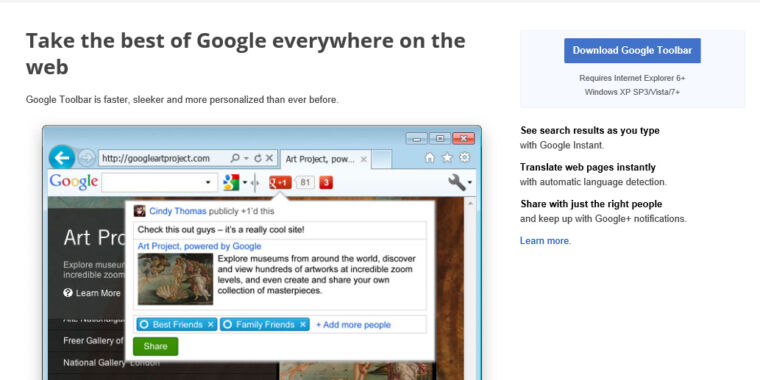 Take the best of Google everywhere on the
web
Google Toolbar is faster, sleeker and more personalized than ever before.
Download Google Toolbar
Requires Internet Explorer 6+
Windows XP SP3/Vista/7+
See search results as you type
with Google Instant.
Translate web pages instantly
with automatic language detection.
Share with just the right people
and keep up with Google+ notifications.
Learn more.
http://googleartproject.com
Art Project, pow...
Google
g+1
81
3
Cindy Thomas publicly +1'd this
Check this out guys – it's a really cool site!
Art Project, powered by Google
Explore museums from around the world, discover
and view hundreds of artworks at incredible zoom
levels, and even create and share your own
collection of masterpieces.
Best Friends × Family Friends × + Add more people
Share
Art Pro
Explore museum
incredible zoom
Learn More
Freer Gallery of
National Gallery London